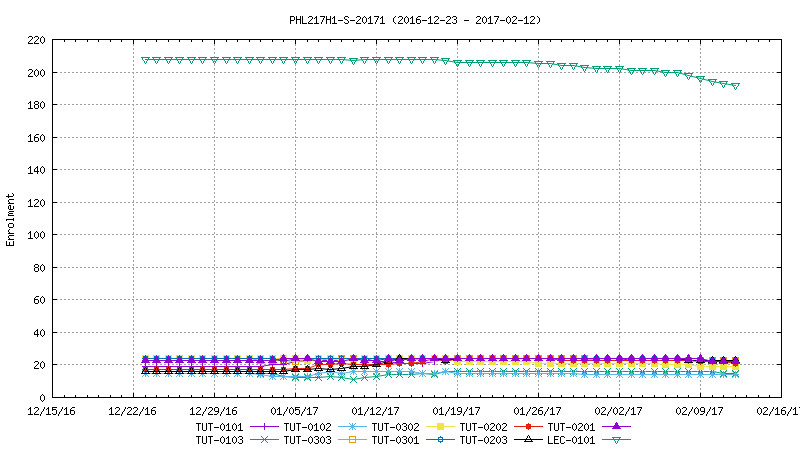 PHL217H1-S-20171 (2016-12-23 - 2017-02-12)
220
200
180
160
140
120
100
80
60
40
20
0
Enrolment
12/15/16 12/22/16 12/29/16 01/05/17 01/12/17 01/19/17 01/26/17 02/02/17 02/09/17 02/16/17
TUT-0101 TUT-0102 TUT-0302 TUT-0202 TUT-0201
TUT-0103 TUT-0303 TUT-0301 TUT-0203 LEC-0101